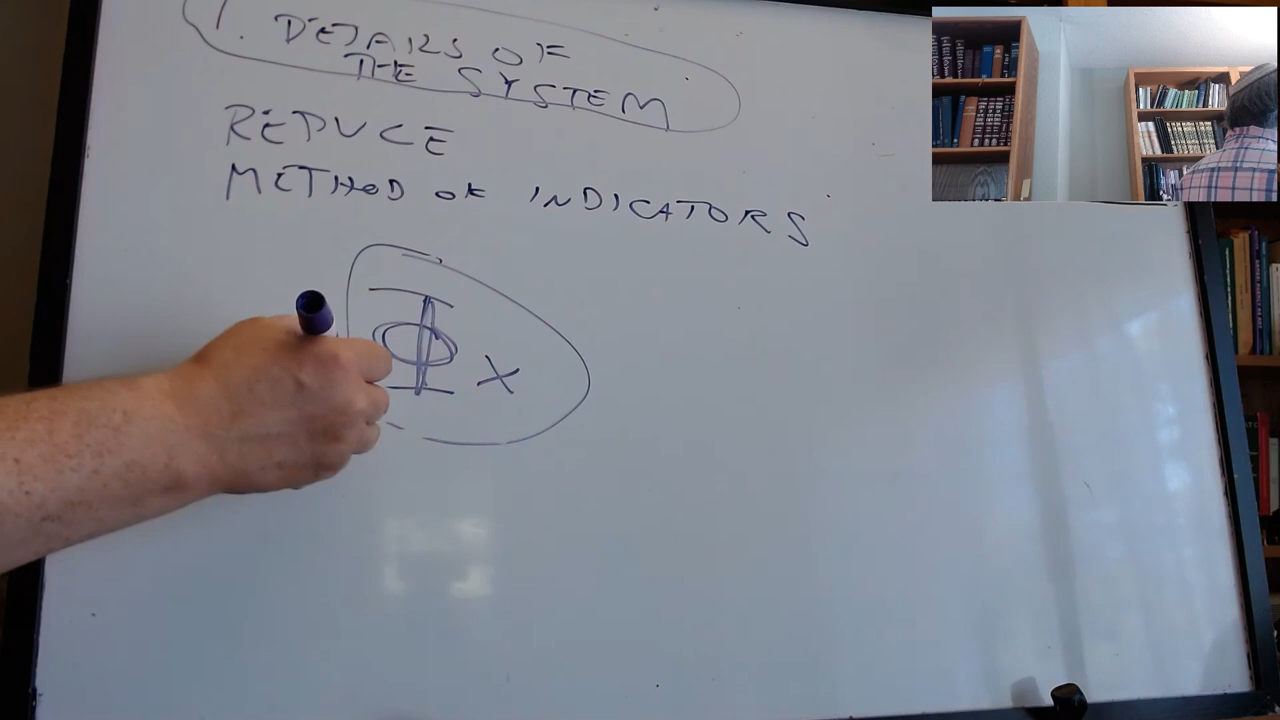 1. DETAILS OF
THE SYSTEM
REDUCE
METHOD OF INDICATORS
Φ x